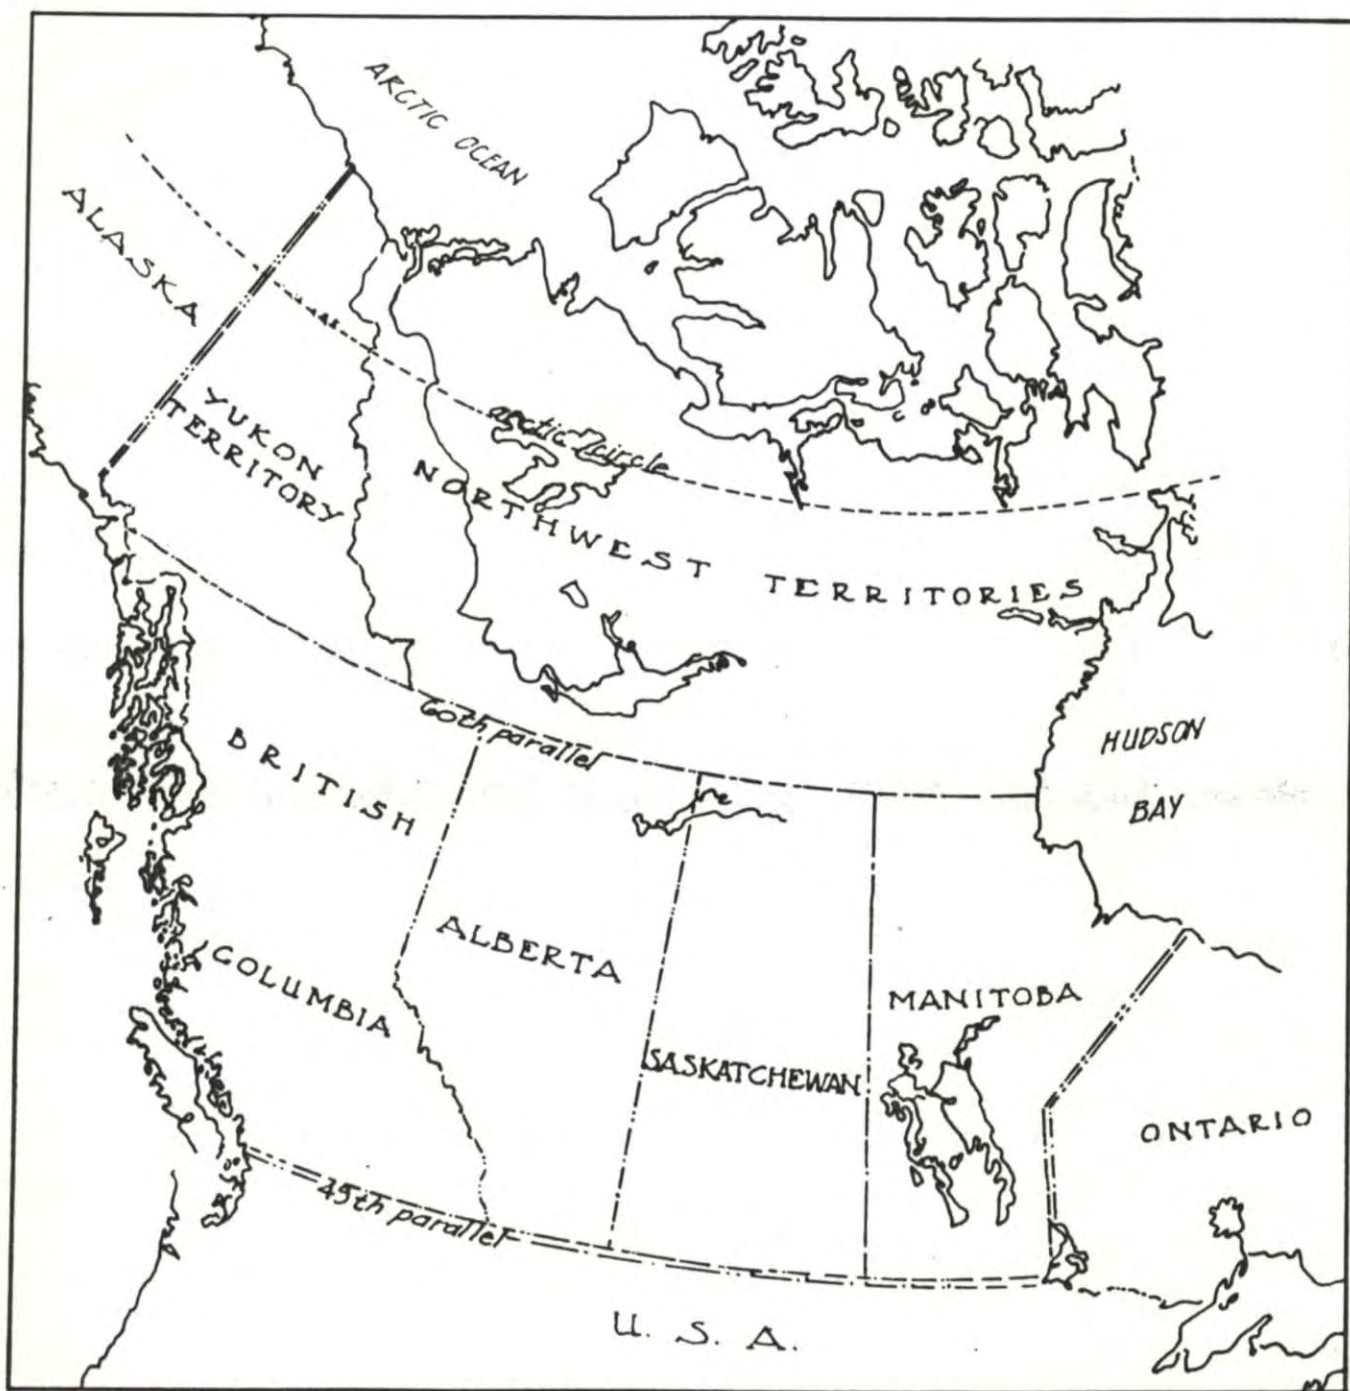 ARCTIC OCEAN
ALASKA
YUKON
TERRITORY
arctic circle
NORTHWEST TERRITORIES
60th parallel
HUDSON
BAY
BRITISH
COLUMBIA
ALBERTA
SASKATCHEWAN
MANITOBA
ONTARIO
45th parallel
U. S. A.